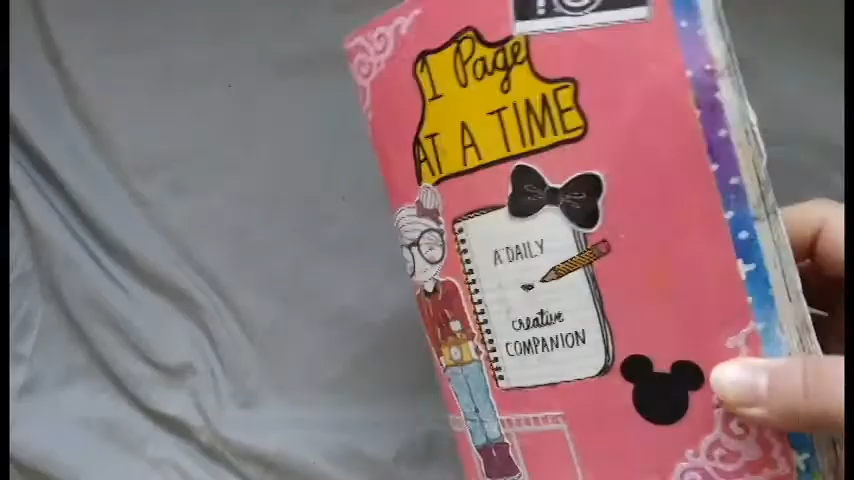 1 Page
AT A TIME
A DAILY
creative
COMPANION